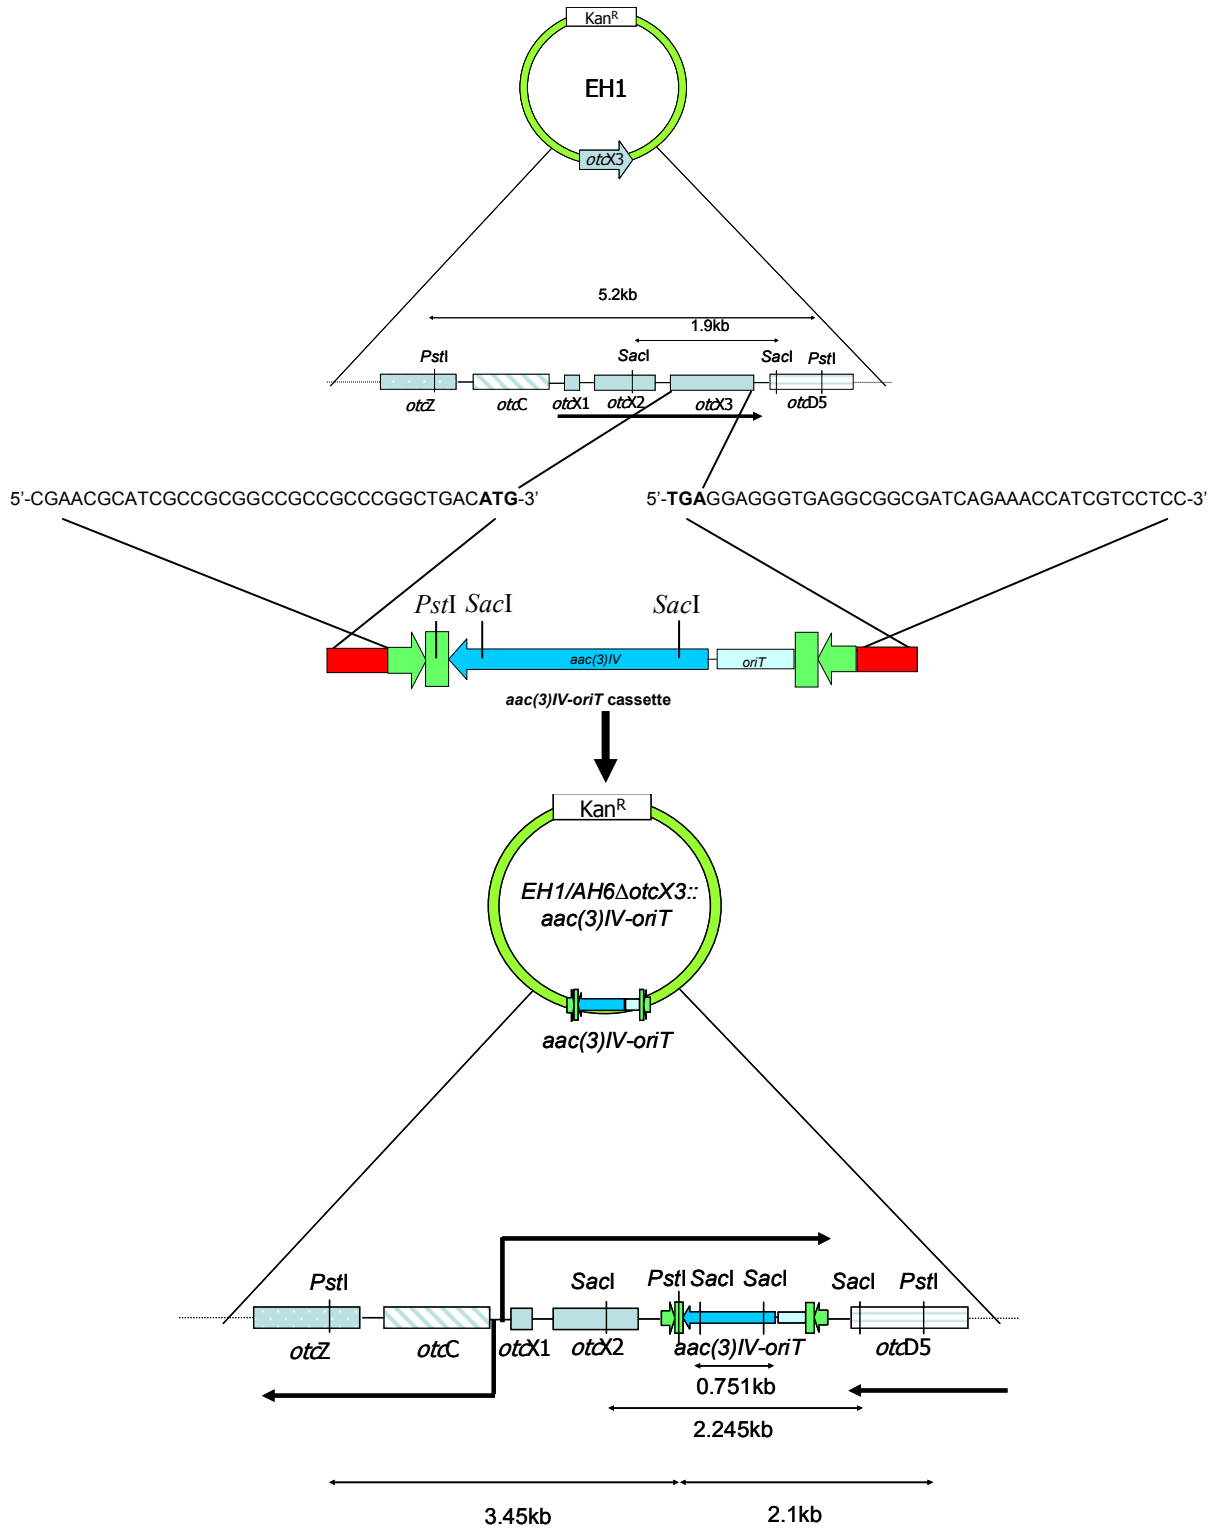 Kanᴿ
EH1
otcX3
5.2kb
1.9kb
PstI SacI SacI PstI
otcZ otcC otcX1 otcX2 otcX3 otcD5
5'-CGAACGCATCGCCGCGGCCGCCGCCCGGCTGACATG-3' 5'-TGAGGAGGGTGAGGCGGCGATCAGAAACCATCGTCCTCC-3'
PstI SacI SacI
aac(3)IV oriT
aac(3)IV-oriT cassette
Kanᴿ
EH1/AH6∆otcX3::
aac(3)IV-oriT
aac(3)IV-oriT
PstI SacI PstI SacI SacI SacI PstI
otcZ otcC otcX1 otcX2 aac(3)IV-oriT otcD5
0.751kb
2.245kb
3.45kb 2.1kb